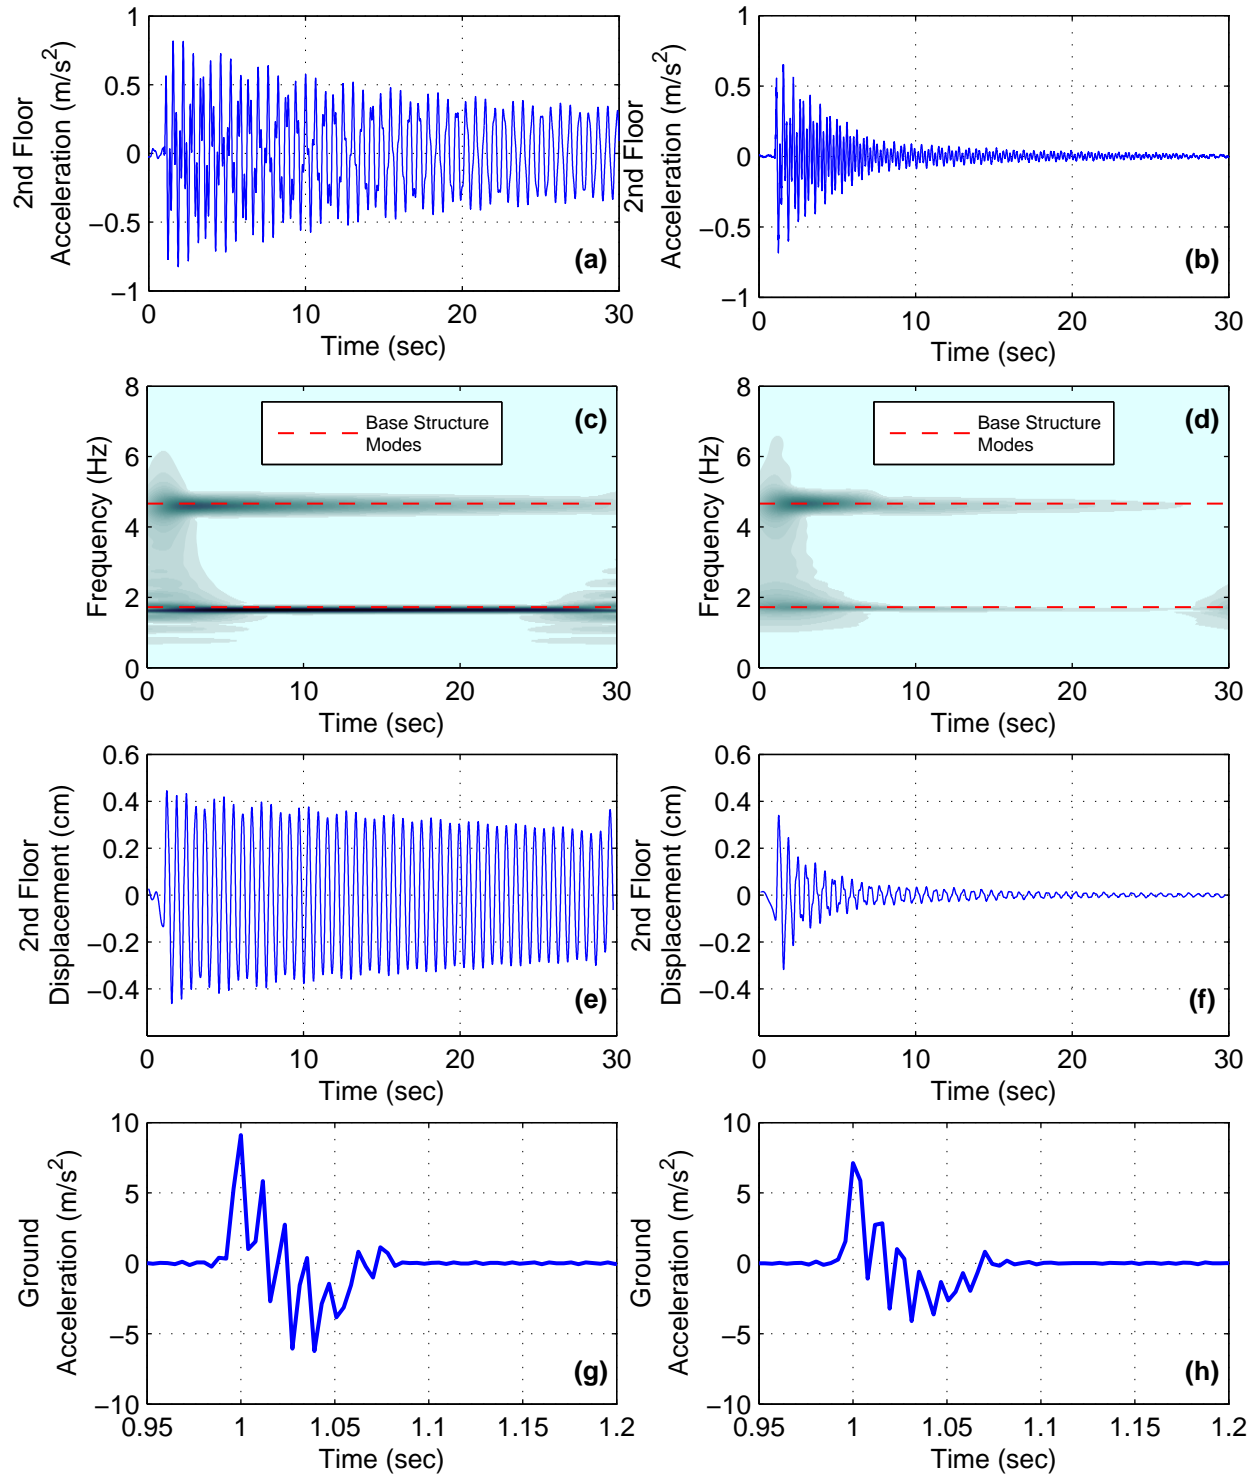 1
0.5
0
−0.5
−1
2nd Floor
Acceleration (m/s2)
(a)
0
10
20
30
Time (sec)
1
0.5
0
−0.5
−1
2nd Floor
Acceleration (m/s2)
(b)
0
10
20
30
Time (sec)
8
6
4
2
0
Frequency (Hz)
Base Structure
Modes
(c)
0
10
20
30
Time (sec)
8
6
4
2
0
Frequency (Hz)
Base Structure
Modes
(d)
0
10
20
30
Time (sec)
0.6
0.4
0.2
0
−0.2
−0.4
2nd Floor
Displacement (cm)
(e)
0
10
20
30
Time (sec)
0.6
0.4
0.2
0
−0.2
−0.4
2nd Floor
Displacement (cm)
(f)
0
10
20
30
Time (sec)
10
5
0
−5
−10
Ground
Acceleration (m/s2)
(g)
0.95
1
1.05
1.1
1.15
1.2
Time (sec)
10
5
0
−5
−10
Ground
Acceleration (m/s2)
(h)
0.95
1
1.05
1.1
1.15
1.2
Time (sec)